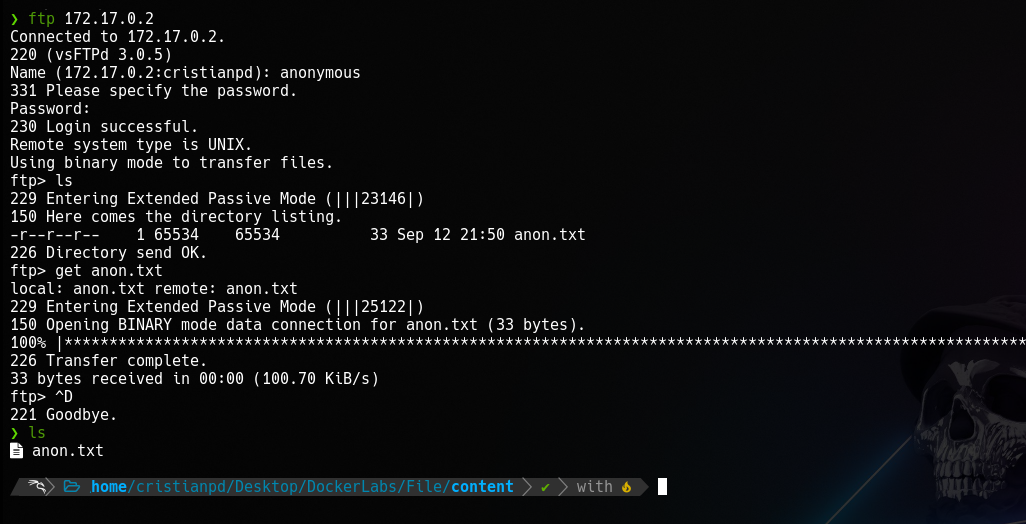 ❯ ftp 172.17.0.2
Connected to 172.17.0.2.
220 (vsFTPd 3.0.5)
Name (172.17.0.2:cristianpd): anonymous
331 Please specify the password.
Password:
230 Login successful.
Remote system type is UNIX.
Using binary mode to transfer files.
ftp> ls
229 Entering Extended Passive Mode (|||23146|)
150 Here comes the directory listing.
-r--r--r--    1 65534    65534          33 Sep 12 21:50 anon.txt
226 Directory send OK.
ftp> get anon.txt
local: anon.txt remote: anon.txt
229 Entering Extended Passive Mode (|||25122|)
150 Opening BINARY mode data connection for anon.txt (33 bytes).
100% |***********************************************************************************************************
226 Transfer complete.
33 bytes received in 00:00 (100.70 KiB/s)
ftp> ^D
221 Goodbye.
❯ ls
anon.txt
home/cristianpd/Desktop/DockerLabs/File/content ✔ with